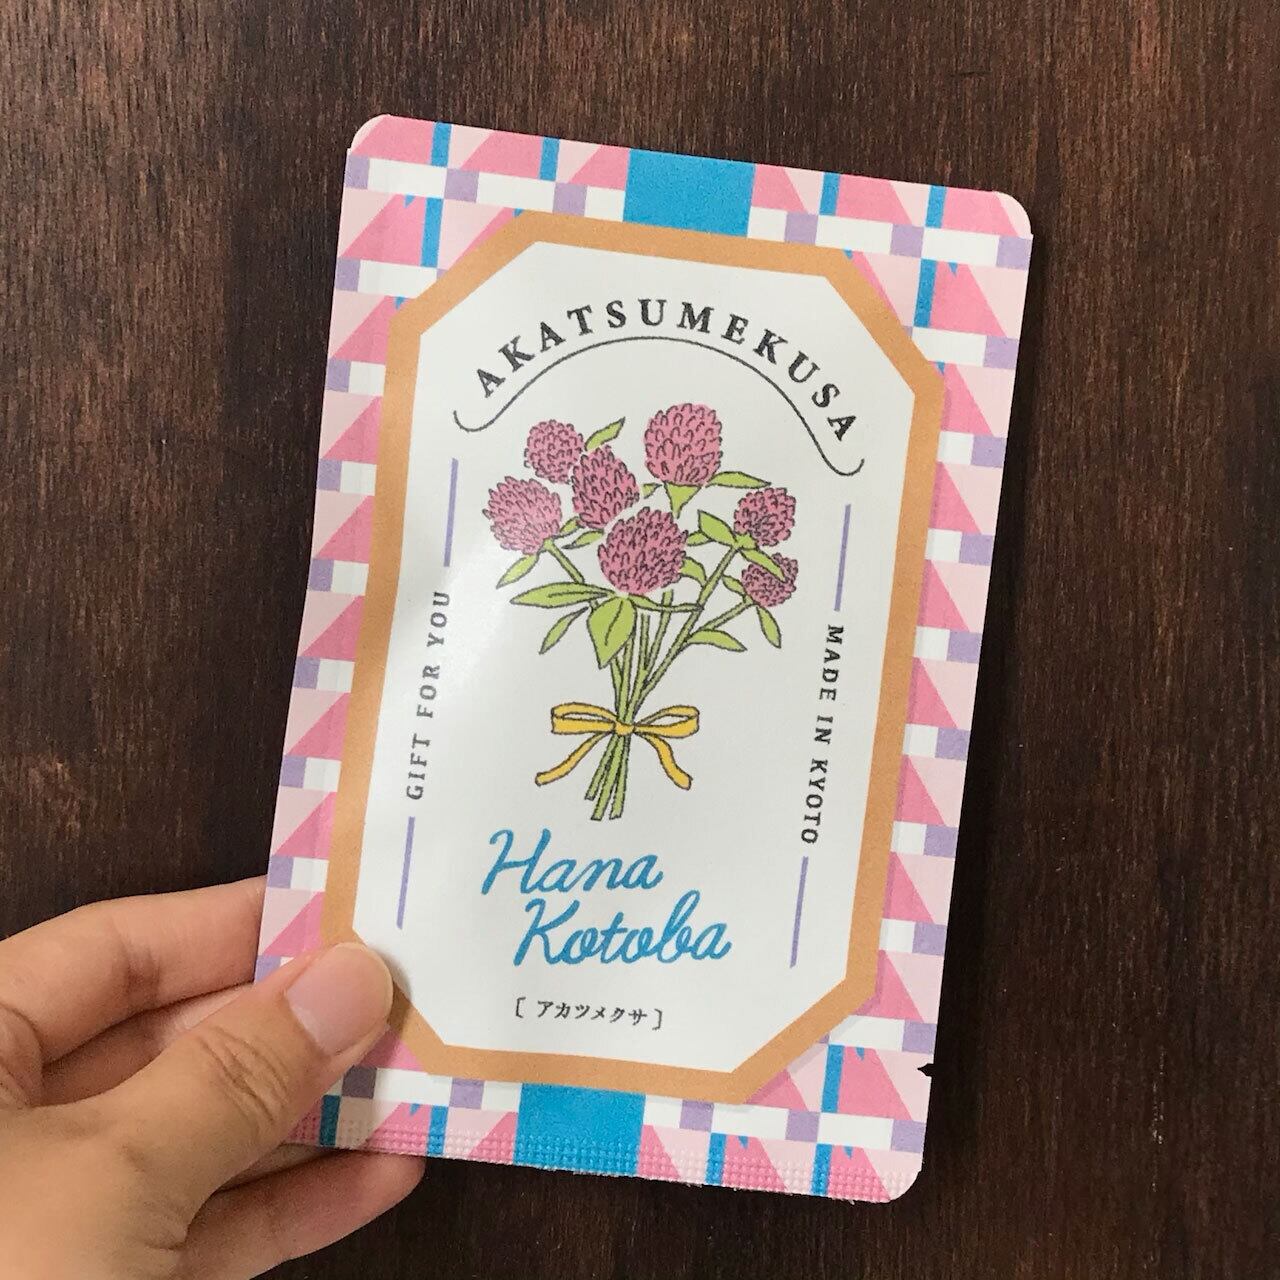 AKATSUMEKUSA
GIFT FOR YOU
MADE IN KYOTO
Hana
Kotoba
[アカツメクサ]